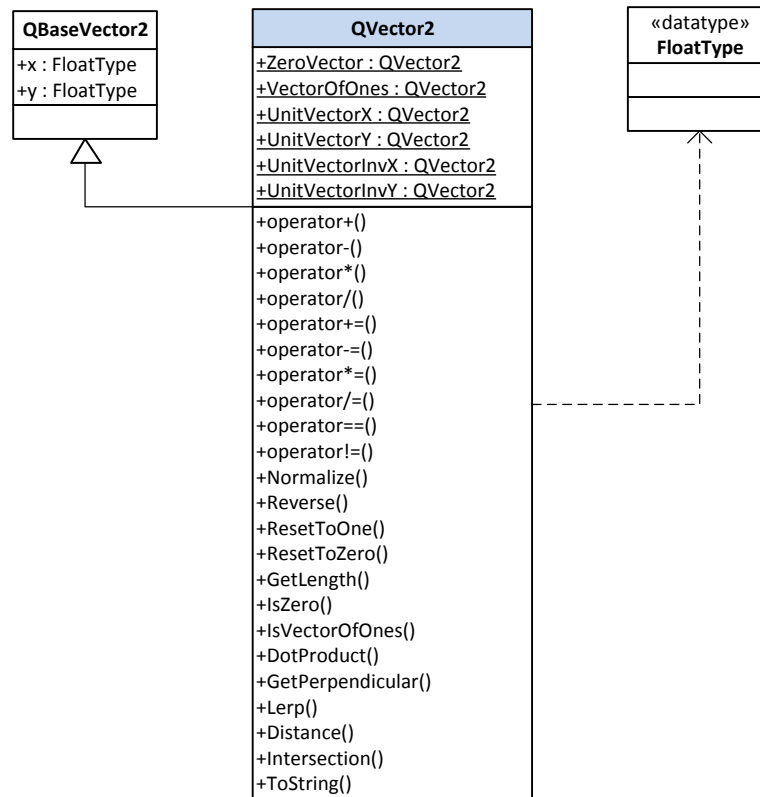 QBaseVector2
+x : FloatType
+y : FloatType
QVector2
+ZeroVector : QVector2
+VectorOfOnes : QVector2
+UnitVectorX : QVector2
+UnitVectorY : QVector2
+UnitVectorInvX : QVector2
+UnitVectorInvY : QVector2
+operator+()
+operator-()
+operator*()
+operator/()
+operator+=()
+operator-=()
+operator*=()
+operator/=()
+operator==()
+operator!=()
+Normalize()
+Reverse()
+ResetToOne()
+ResetToZero()
+GetLength()
+IsZero()
+IsVectorOfOnes()
+DotProduct()
+GetPerpendicular()
+Lerp()
+Distance()
+Intersection()
+ToString()
«datatype»
FloatType